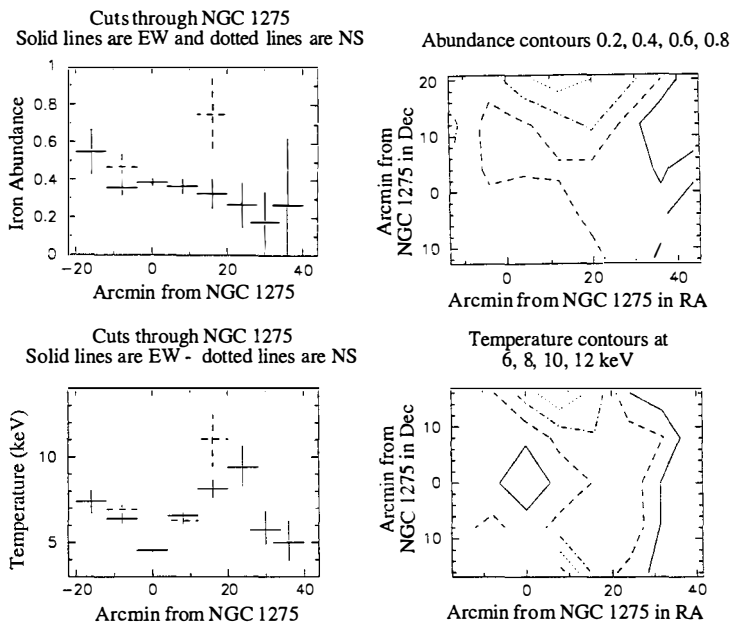 Cuts through NGC 1275
Solid lines are EW and dotted lines are NS
1
0.8
0.6
0.4
0.2
0
Iron Abundance
−20 0 20 40
Arcmin from NGC 1275
Abundance contours 0.2, 0.4, 0.6, 0.8
20
10
0
10
Arcmin from
NGC 1275 in Dec
0 20 40
Arcmin from NGC 1275 in RA
Cuts through NGC 1275
Solid lines are EW - dotted lines are NS
10
5
Temperature (keV)
−20 0 20 40
Arcmin from NGC 1275
Temperature contours at
6, 8, 10, 12 keV
10
0
10
Arcmin from
NGC 1275 in Dec
0 20 40
Arcmin from NGC 1275 in RA